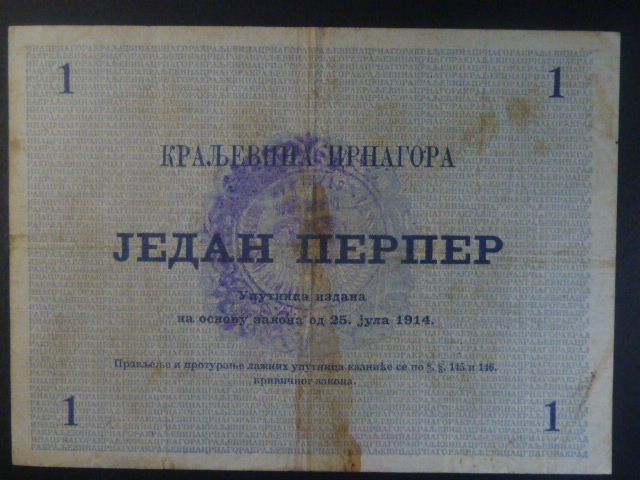 1 1
КРАЉЕВИНА ЦРНАГОРА
ЈЕДАН ПЕРПЕР
Упутница издана
на основу закона од 25. јула 1914.
Прављење и протурање лажних упутница казниће се по §. §. 145 и 146.
кривичног закона.
1 1